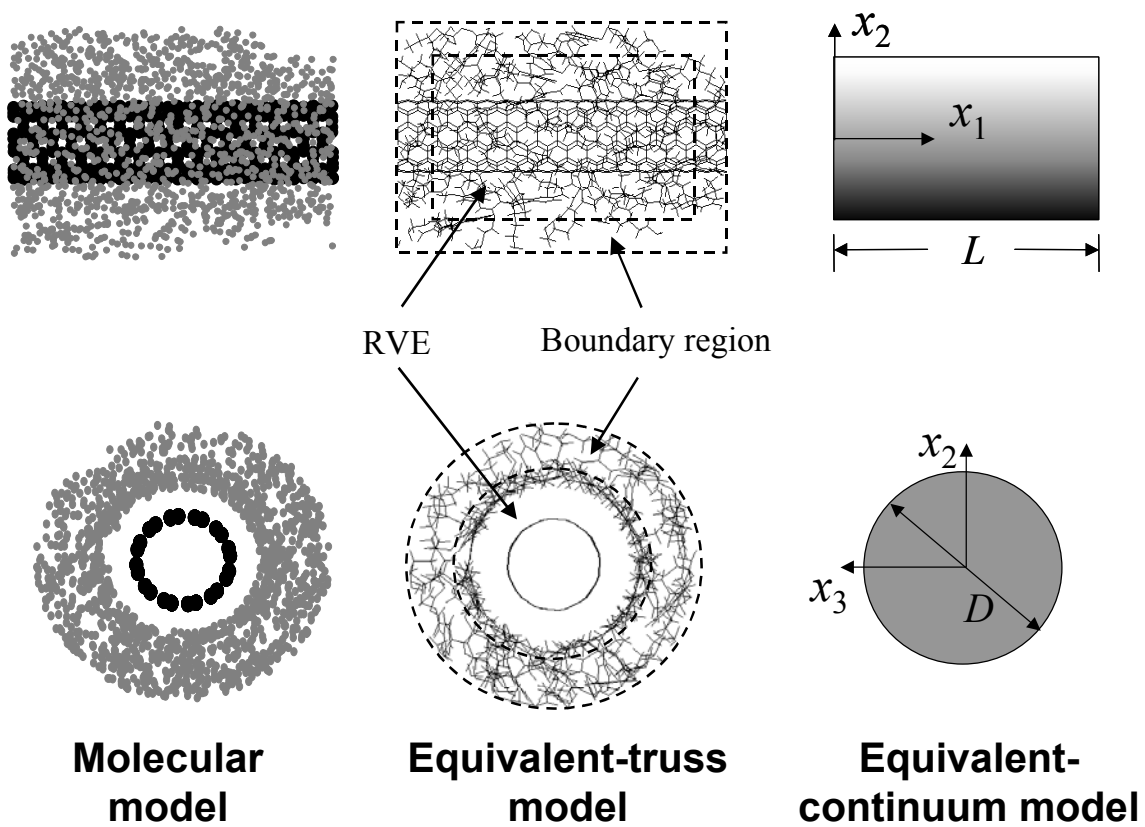 x2
x1
L
RVE
Boundary region
x2
x3
D
Molecular
model
Equivalent-truss
model
Equivalent-
continuum model